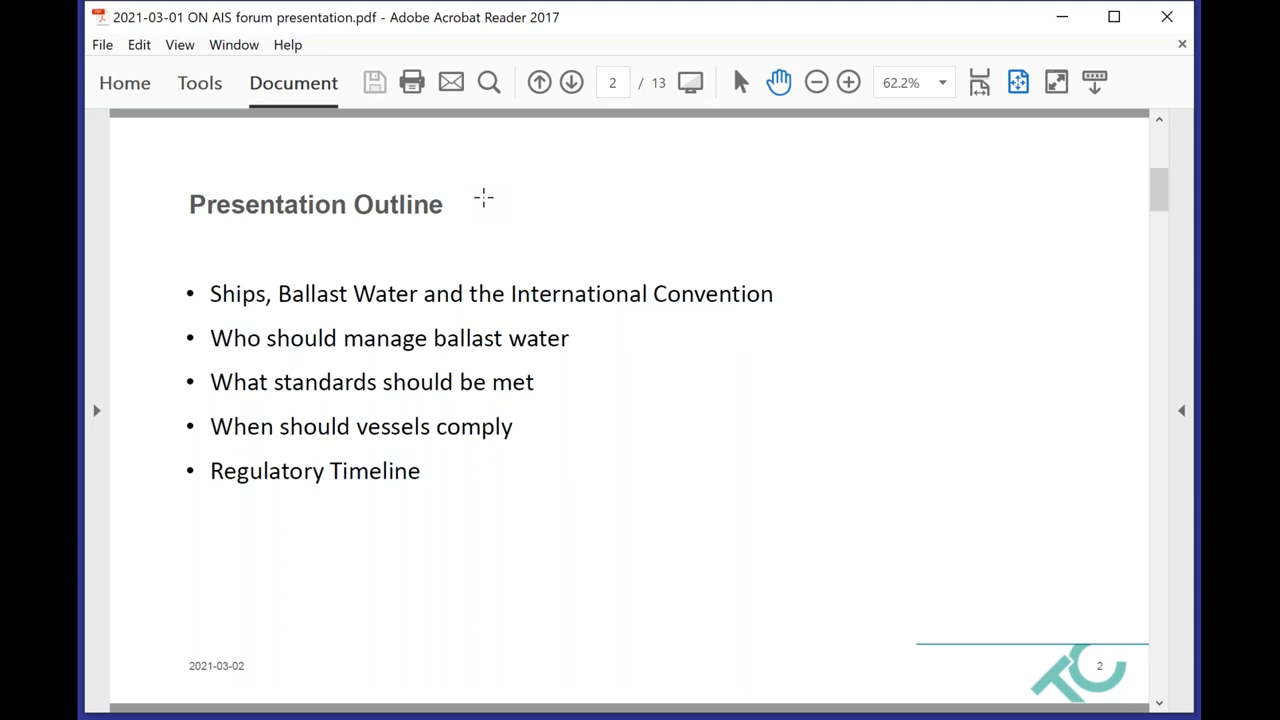 2021-03-01 ON AIS forum presentation.pdf - Adobe Acrobat Reader 2017
File Edit View Window Help
Home Tools Document 2 / 13 62.2%
Presentation Outline
• Ships, Ballast Water and the International Convention
• Who should manage ballast water
• What standards should be met
• When should vessels comply
• Regulatory Timeline
2021-03-02
TC 2